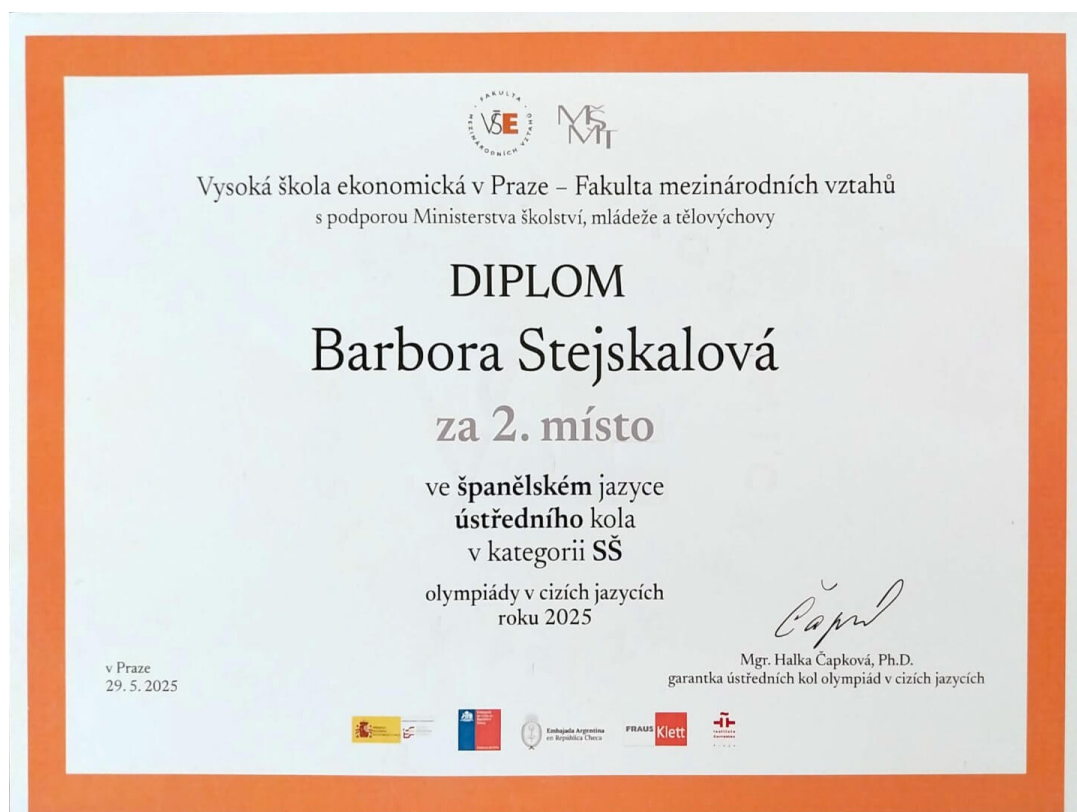 FAKULTA MEZINÁRODNÍCH VZTAHŮ
VŠE
MŠMT
Vysoká škola ekonomická v Praze – Fakulta mezinárodních vztahů
s podporou Ministerstva školství, mládeže a tělovýchovy
DIPLOM
Barbora Stejskalová
za 2. místo
ve španělském jazyce
ústředního kola
v kategorii SŠ
olympiády v cizích jazycích
roku 2025
v Praze
29. 5. 2025
Mgr. Halka Čapková, Ph.D.
garantka ústředních kol olympiád v cizích jazycích
Embajada Argentina
en República Checa
FRAUS Klett
Instituto
Cervantes